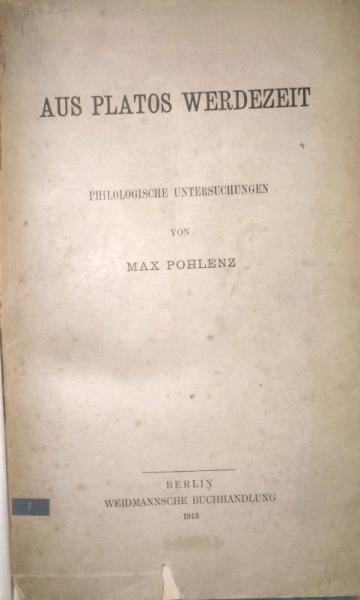 AUS PLATOS WERDEZEIT
PHILOLOGISCHE UNTERSUCHUNGEN
VON
MAX POHLENZ
BERLIN
WEIDMANNSCHE BUCHHANDLUNG
1913